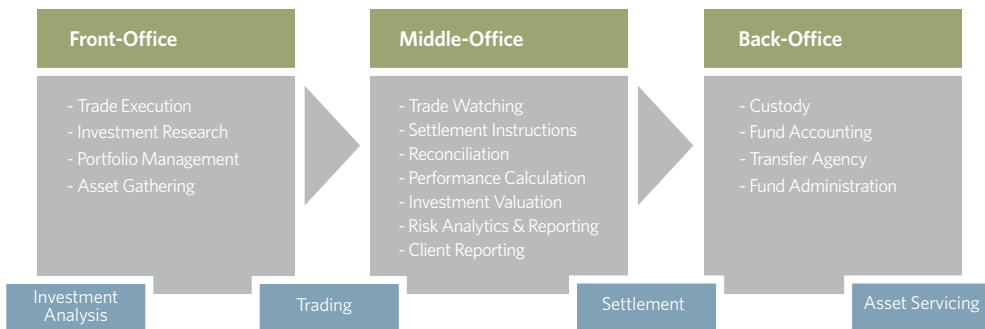 Front-Office
- Trade Execution
- Investment Research
- Portfolio Management
- Asset Gathering
Middle-Office
- Trade Watching
- Settlement Instructions
- Reconciliation
- Performance Calculation
- Investment Valuation
- Risk Analytics & Reporting
- Client Reporting
Back-Office
- Custody
- Fund Accounting
- Transfer Agency
- Fund Administration
Investment
Analysis
Trading
Settlement
Asset Servicing